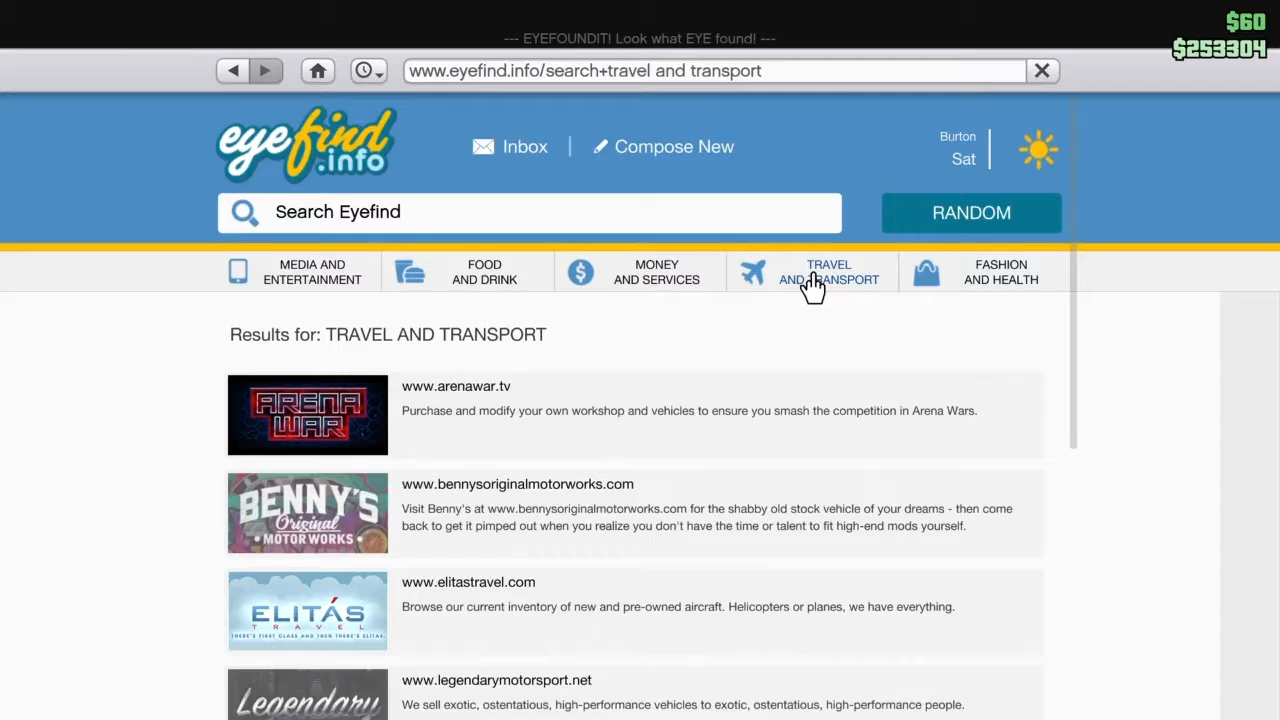 $60
$253304
--- EYEFOUNDIT! Look what EYE found! ---
www.eyefind.info/search+travel and transport
eyefind
.info
Inbox
Compose New
Burton
Sat
Search Eyefind
RANDOM
MEDIA AND
ENTERTAINMENT
FOOD
AND DRINK
MONEY
AND SERVICES
TRAVEL
AND TRANSPORT
FASHION
AND HEALTH
Results for: TRAVEL AND TRANSPORT
ARENA
WAR
www.arenawar.tv
Purchase and modify your own workshop and vehicles to ensure you smash the competition in Arena Wars.
BENNY'S
Original
MOTOR WORKS
www.bennysoriginalmotorworks.com
Visit Benny's at www.bennysoriginalmotorworks.com for the shabby old stock vehicle of your dreams - then come
back to get it pimped out when you realize you don't have the time or talent to fit high-end mods yourself.
ELITÁS
TRAVEL
THERE'S FIRST CLASS AND THEN THERE'S ELITAS.
www.elitastravel.com
Browse our current inventory of new and pre-owned aircraft. Helicopters or planes, we have everything.
Legendary
www.legendarymotorsport.net
We sell exotic, ostentatious, high-performance vehicles to exotic, ostentatious, high-performance people.